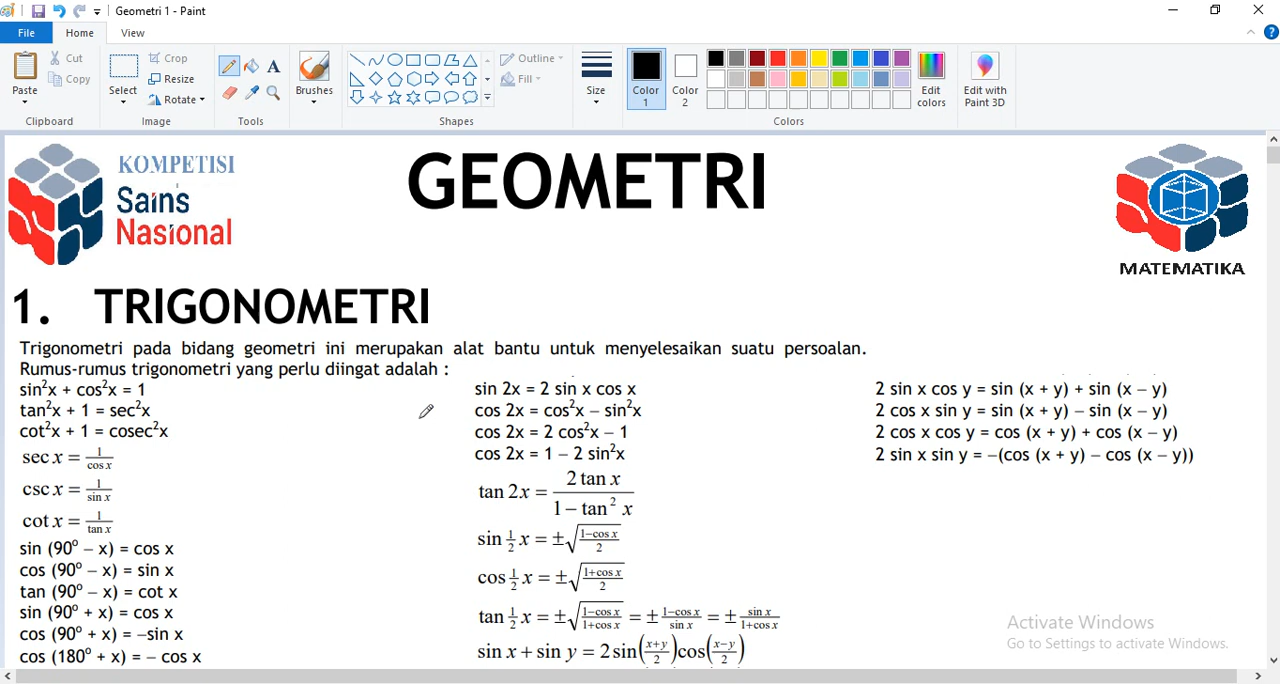 Geometri 1 - Paint
File Home View
Paste
Cut
Copy
Clipboard
Select
Crop
Resize
Rotate
Image
A
Tools
Brushes
Shapes
Outline
Fill
Size
Color 1
Color 2
Colors
Edit colors
Edit with Paint 3D
KOMPETISI
Sains
Nasional
GEOMETRI
MATEMATIKA
1. TRIGONOMETRI
Trigonometri pada bidang geometri ini merupakan alat bantu untuk menyelesaikan suatu persoalan.
Rumus-rumus trigonometri yang perlu diingat adalah :
sin²x + cos²x = 1
tan²x + 1 = sec²x
cot²x + 1 = cosec²x
sec x = 1/cos x
csc x = 1/sin x
cot x = 1/tan x
sin (90° – x) = cos x
cos (90° – x) = sin x
tan (90° – x) = cot x
sin (90° + x) = cos x
cos (90° + x) = –sin x
cos (180° + x) = – cos x
sin 2x = 2 sin x cos x
cos 2x = cos²x – sin²x
cos 2x = 2 cos²x – 1
cos 2x = 1 – 2 sin²x
tan 2x = 2 tan x / 1 – tan² x
sin ½ x = ±√(1–cos x / 2)
cos ½ x = ±√(1+cos x / 2)
tan ½ x = ±√(1–cos x / 1+cos x) = ± 1–cos x / sin x = ± sin x / 1+cos x
sin x + sin y = 2 sin(x+y / 2) cos(x–y / 2)
2 sin x cos y = sin (x + y) + sin (x – y)
2 cos x sin y = sin (x + y) – sin (x – y)
2 cos x cos y = cos (x + y) + cos (x – y)
2 sin x sin y = –(cos (x + y) – cos (x – y))
Activate Windows
Go to Settings to activate Windows.